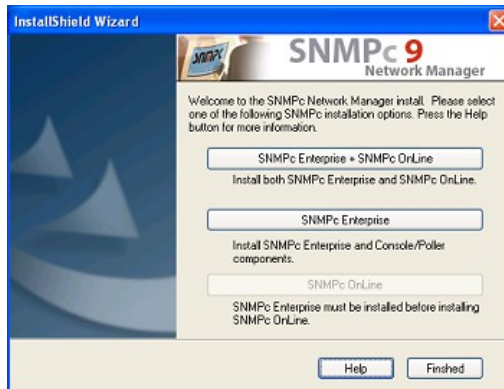 InstallShield Wizard
SNMPc
SNMPc 9
Network Manager
Welcome to the SNMPc Network Manager install. Please select
one of the following SNMPc installation options. Press the Help
button for more information.
SNMPc Enterprise + SNMPc OnLine
Install both SNMPc Enterprise and SNMPc OnLine.
SNMPc Enterprise
Install SNMPc Enterprise and Console/Poller
components.
SNMPc OnLine
SNMPc Enterprise must be installed before installing
SNMPc OnLine.
Help
Finished